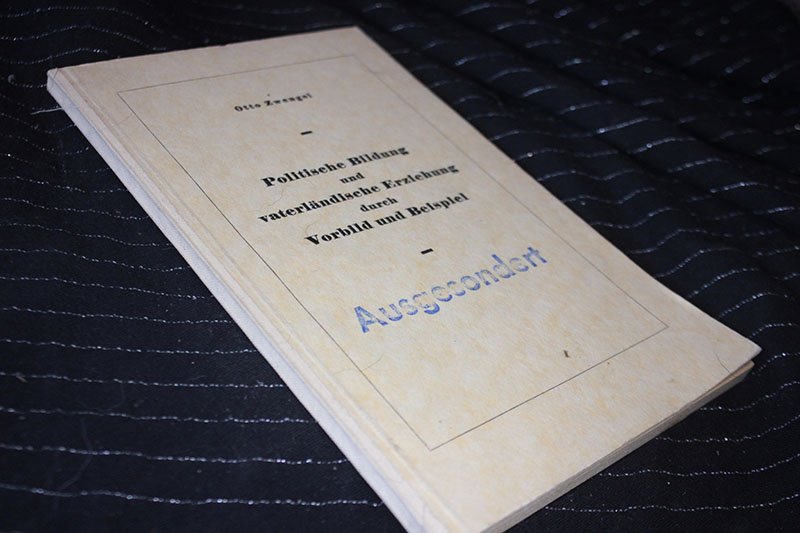 Otto Zwengel
Politische Bildung
und
vaterländische Erziehung
durch
Vorbild und Beispiel
Ausgesondert